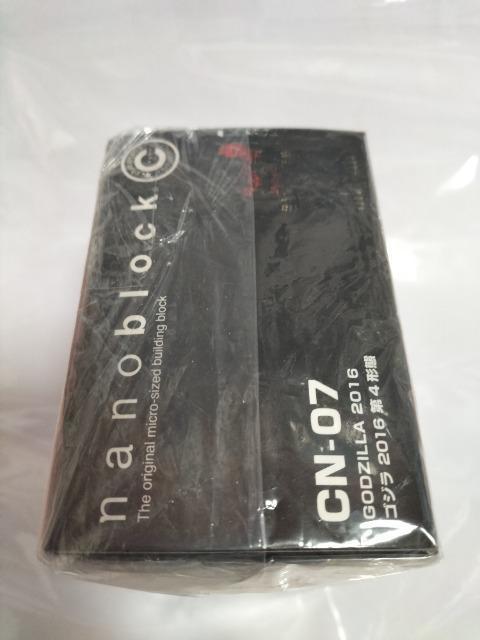 nanoblock
The original micro-sized building block
CN-07
GODZILLA 2016
ゴジラ 2016 第4形態